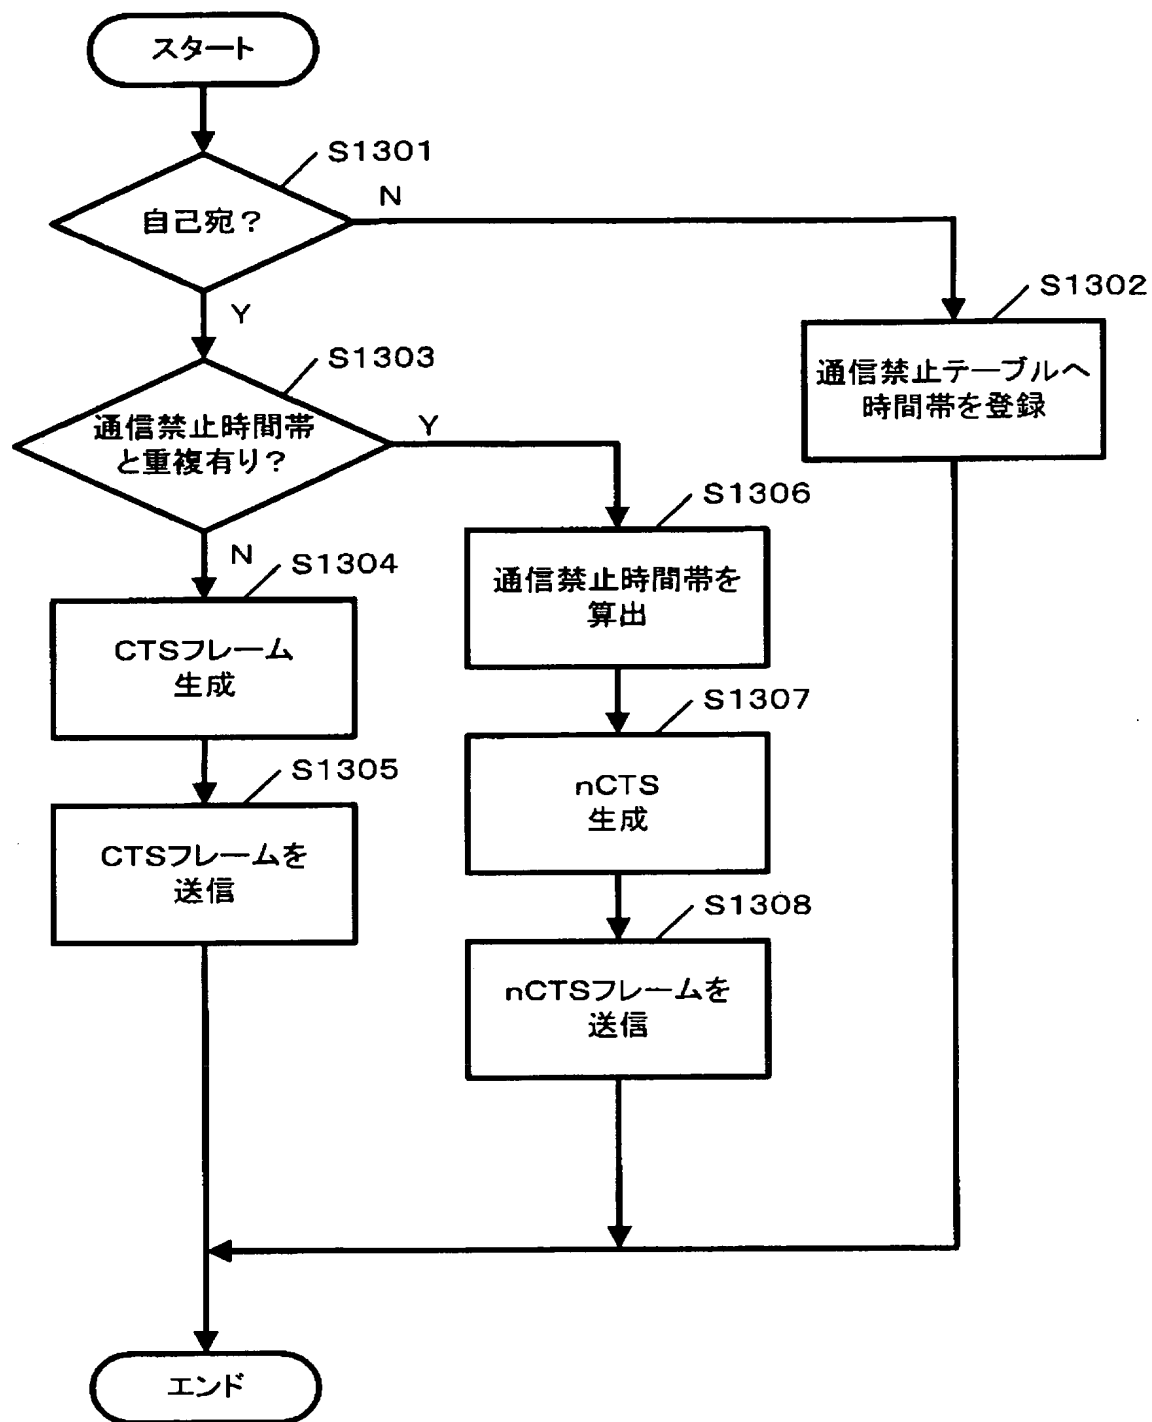 スタート
S1301
自己宛?
N
Y
S1302
通信禁止テーブルへ
時間帯を登録
S1303
通信禁止時間帯
と重複有り?
Y
N
S1304
CTSフレーム
生成
S1305
CTSフレームを
送信
S1306
通信禁止時間帯を
算出
S1307
nCTS
生成
S1308
nCTSフレームを
送信
エンド